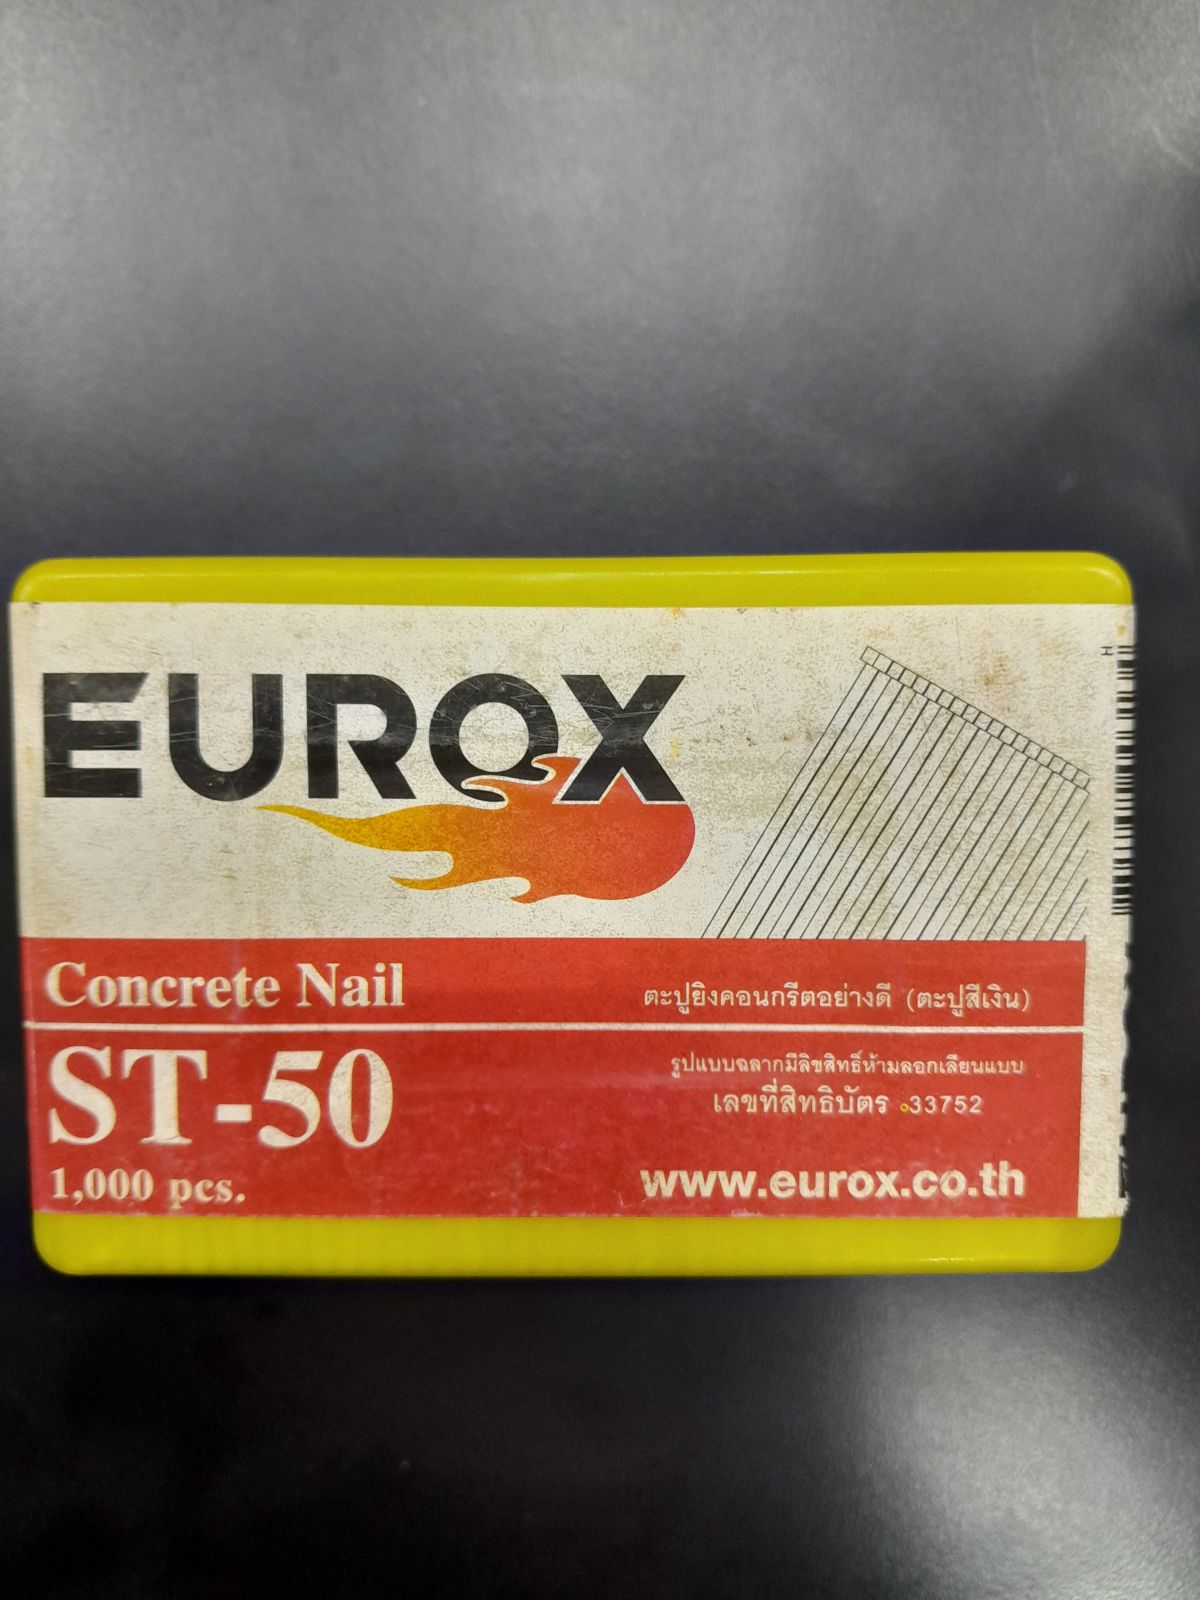 EUROX
Concrete Nail
ตะปูยิงคอนกรีตอย่างดี (ตะปูสีเงิน)
ST-50
รูปแบบฉลากมีลิขสิทธิ์ห้ามลอกเลียนแบบ
เลขที่สิทธิบัตร 33752
1,000 pcs.
www.eurox.co.th